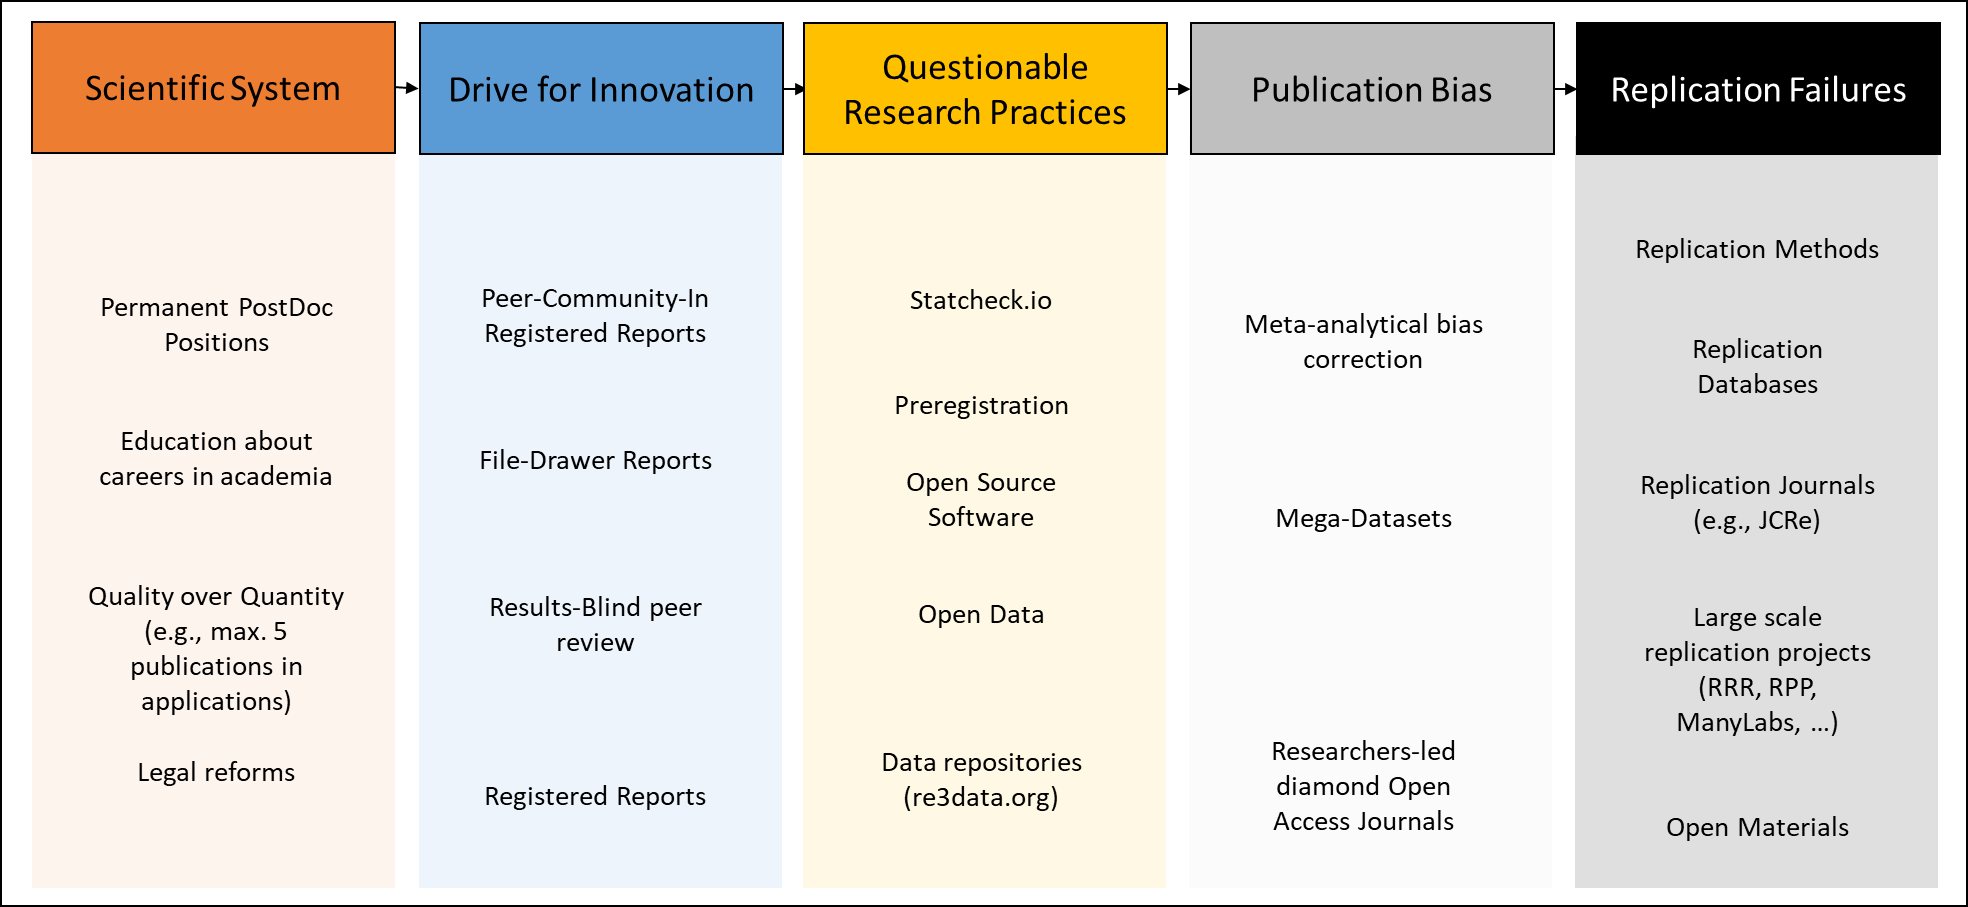 Scientific System
Drive for Innovation
Questionable
Research Practices
Publication Bias
Replication Failures
Permanent PostDoc
Positions
Education about
careers in academia
Quality over Quantity
(e.g., max. 5
publications in
applications)
Legal reforms
Peer-Community-In
Registered Reports
File-Drawer Reports
Results-Blind peer
review
Registered Reports
Statcheck.io
Preregistration
Open Source
Software
Open Data
Data repositories
(re3data.org)
Meta-analytical bias
correction
Mega-Datasets
Researchers-led
diamond Open
Access Journals
Replication Methods
Replication
Databases
Replication Journals
(e.g., JCRe)
Large scale
replication projects
(RRR, RPP,
ManyLabs, ...)
Open Materials